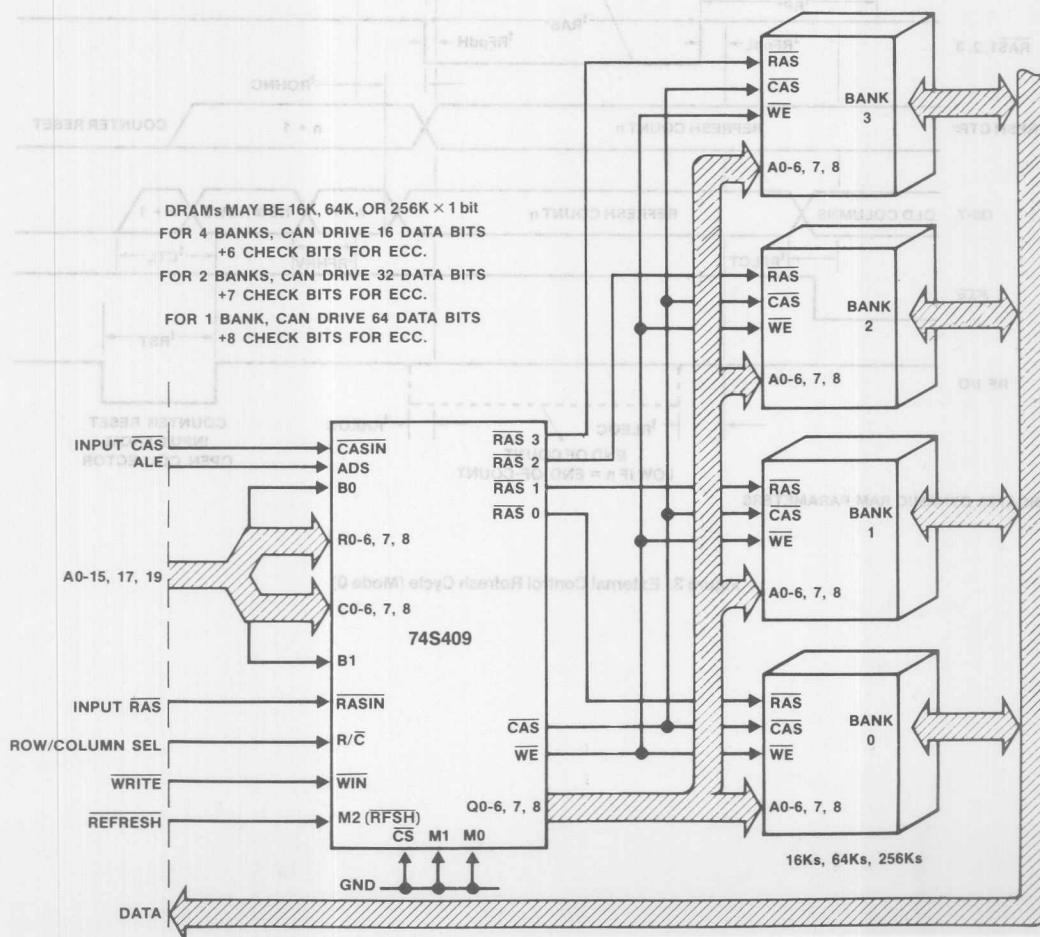 DRAMs MAY BE 16K, 64K, OR 256K × 1 bit
FOR 4 BANKS, CAN DRIVE 16 DATA BITS
+6 CHECK BITS FOR ECC.
FOR 2 BANKS, CAN DRIVE 32 DATA BITS
+7 CHECK BITS FOR ECC.
FOR 1 BANK, CAN DRIVE 64 DATA BITS
+8 CHECK BITS FOR ECC.
INPUT CAS
ALE
A0-15, 17, 19
INPUT RAS
ROW/COLUMN SEL
WRITE
REFRESH
DATA
CASIN
ADS
B0
R0-6, 7, 8
C0-6, 7, 8
74S409
B1
RASIN
R/C
WIN
M2 (RFSH)
CS M1 M0
GND
RAS 3
RAS 2
RAS 1
RAS 0
CAS
WE
Q0-6, 7, 8
RAS
CAS
WE
A0-6, 7, 8
BANK
3
RAS
CAS
WE
A0-6, 7, 8
BANK
2
RAS
CAS
WE
A0-6, 7, 8
BANK
1
RAS
CAS
WE
A0-6, 7, 8
BANK
0
16Ks, 64Ks, 256Ks